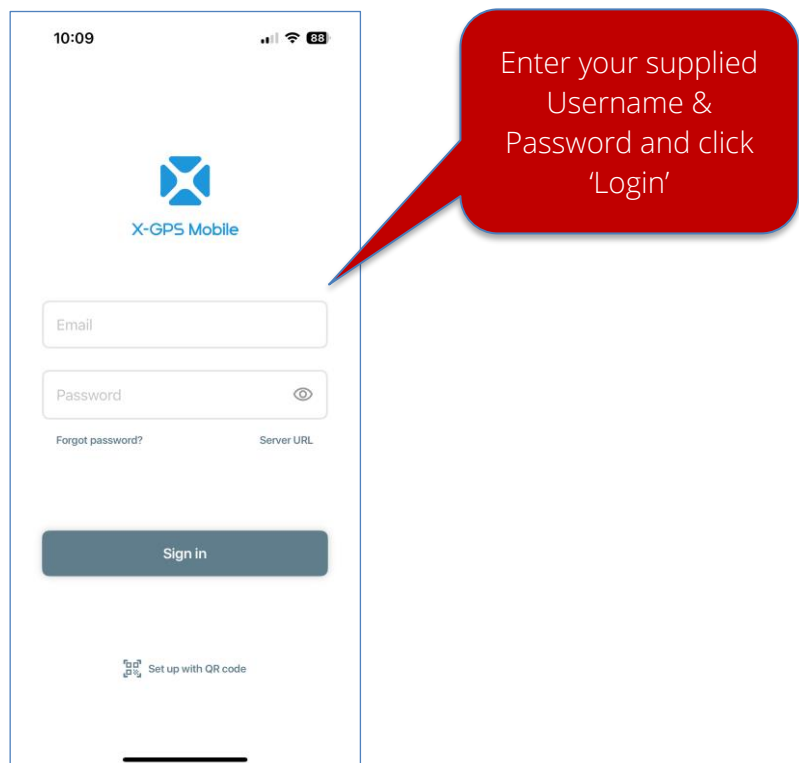 10:09
88
Enter your supplied
Username &
Password and click
‘Login’
X-GPS Mobile
Email
Password
Forgot password? Server URL
Sign in
Set up with QR code